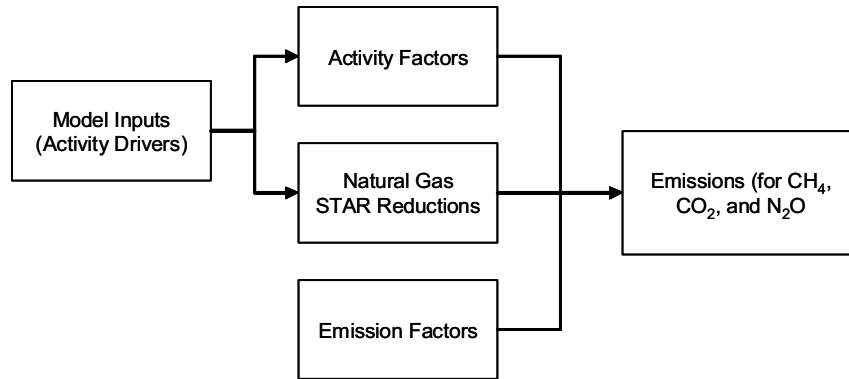 Activity Factors
Model Inputs
(Activity Drivers)
Natural Gas
STAR Reductions
Emissions (for CH₄,
CO₂, and N₂O
Emission Factors